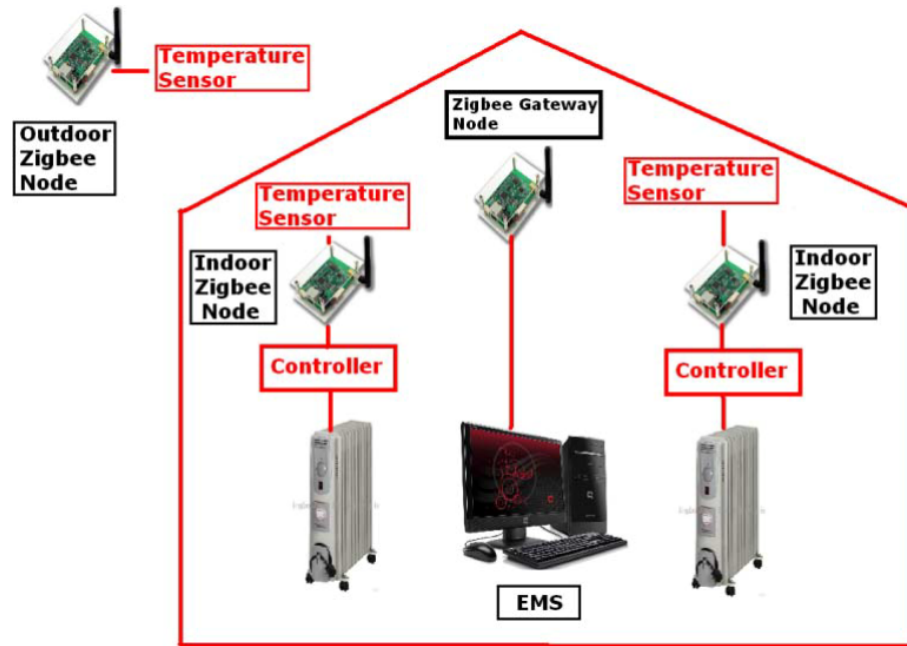 Temperature
Sensor
Outdoor
Zigbee
Node
Zigbee Gateway
Node
Temperature
Sensor
Temperature
Sensor
Indoor
Zigbee
Node
Indoor
Zigbee
Node
Controller
Controller
EMS